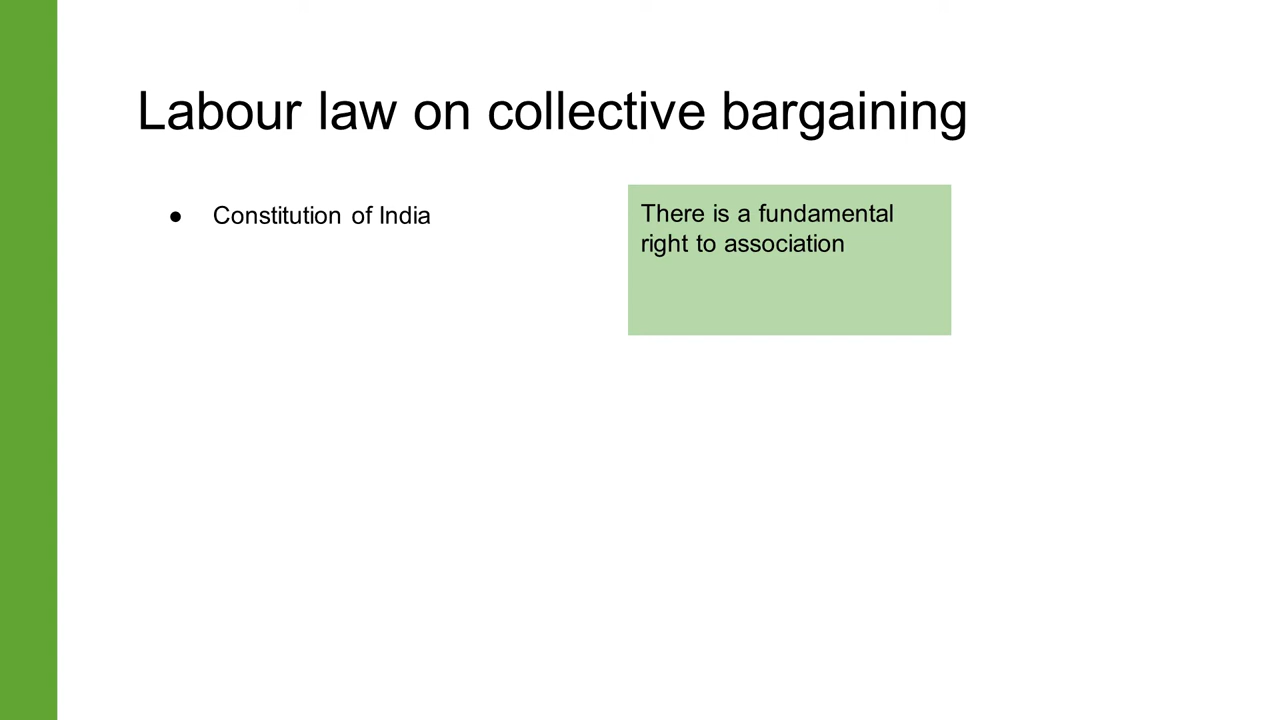 Labour law on collective bargaining
● Constitution of India
There is a fundamental
right to association